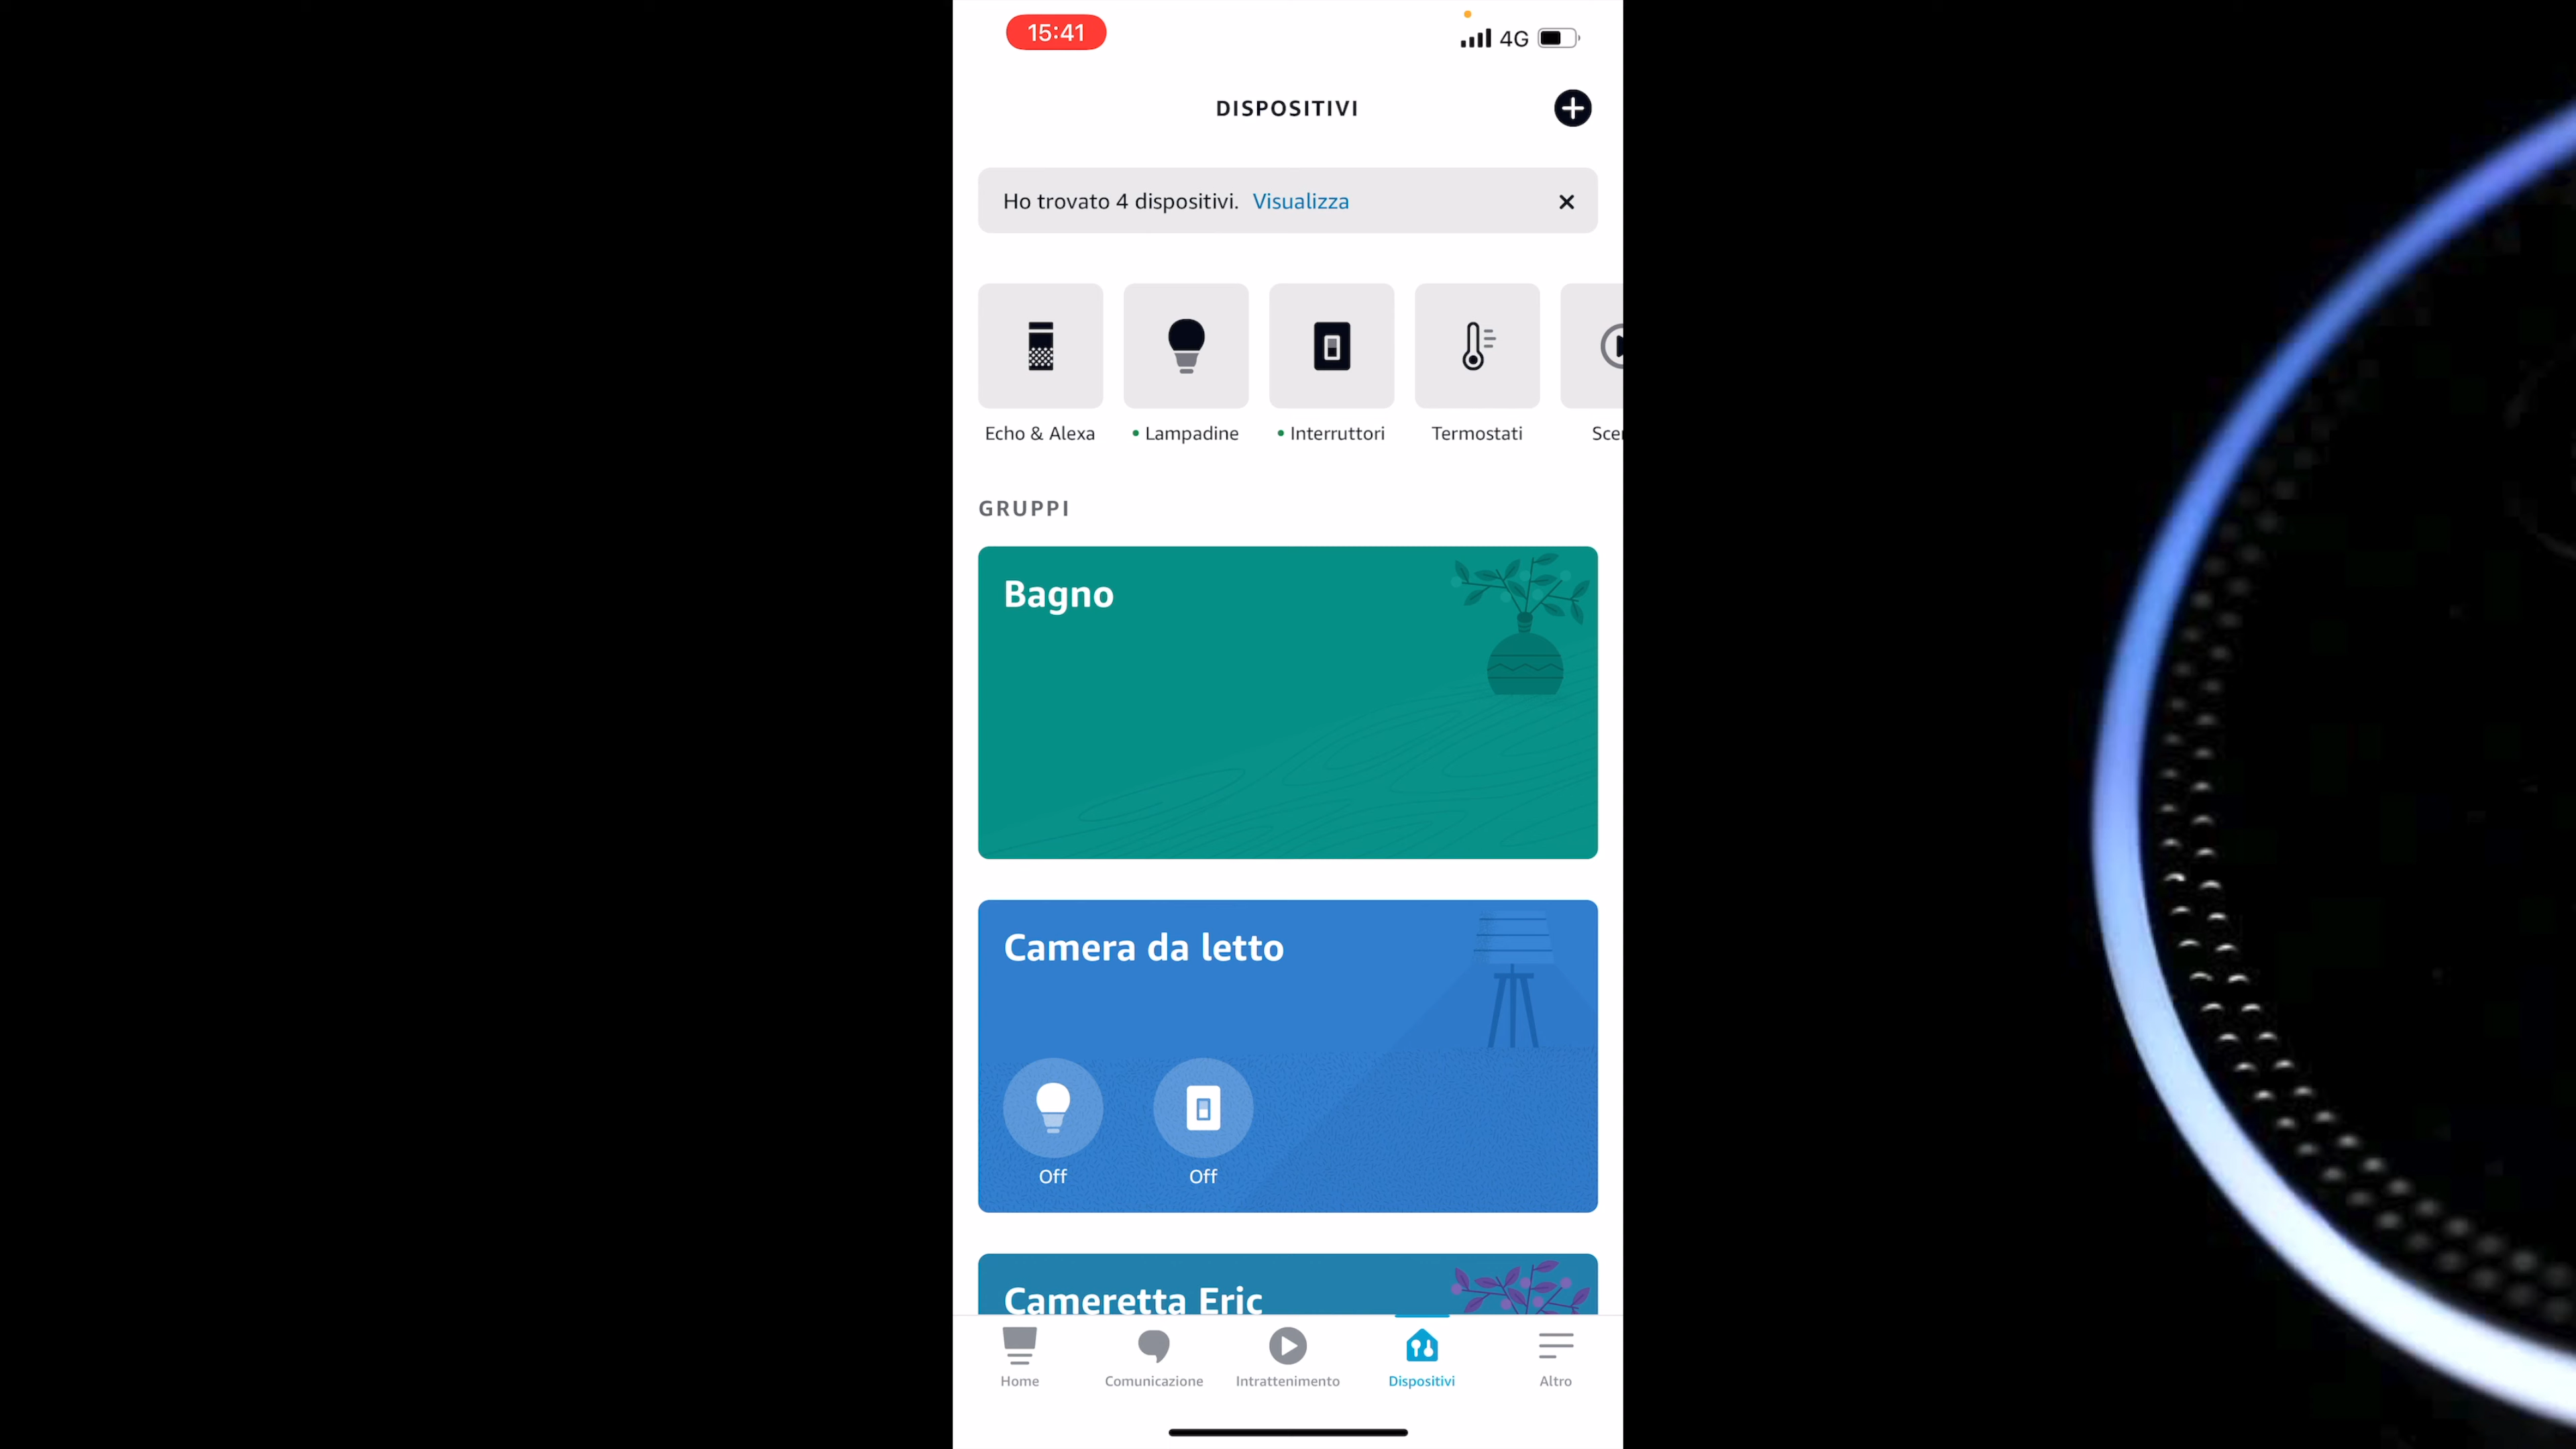 15:41
4G
DISPOSITIVI
Ho trovato 4 dispositivi. Visualizza
Echo & Alexa
Lampadine
Interruttori
Termostati
GRUPPI
Bagno
Camera da letto
Off
Off
Cameretta Eric
Home
Comunicazione
Intrattenimento
Dispositivi
Altro